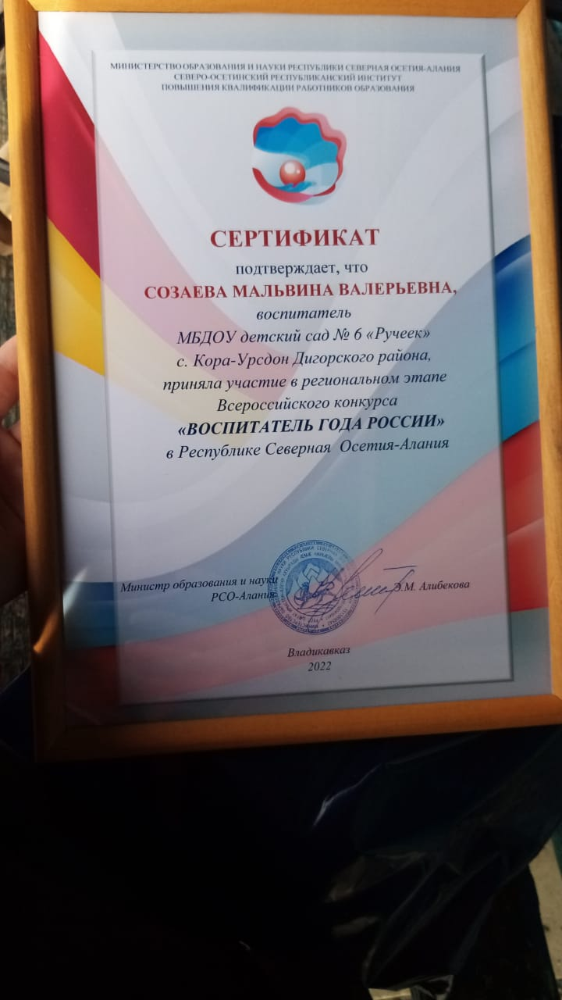 МИНИСТЕРСТВО ОБРАЗОВАНИЯ И НАУКИ РЕСПУБЛИКИ СЕВЕРНАЯ ОСЕТИЯ-АЛАНИЯ
СЕВЕРО-ОСЕТИНСКИЙ РЕСПУБЛИКАНСКИЙ ИНСТИТУТ
ПОВЫШЕНИЯ КВАЛИФИКАЦИИ РАБОТНИКОВ ОБРАЗОВАНИЯ
СЕРТИФИКАТ
подтверждает, что
СОЗАЕВА МАЛЬВИНА ВАЛЕРЬЕВНА,
воспитатель
МБДОУ детский сад № 6 «Ручеек»
с. Кора-Урсдон Дигорского района,
приняла участие в региональном этапе
Всероссийского конкурса
«ВОСПИТАТЕЛЬ ГОДА РОССИИ»
в Республике Северная Осетия-Алания
Министр образования и науки
РСО-Алания
Э.М. Алибекова
Владикавказ
2022